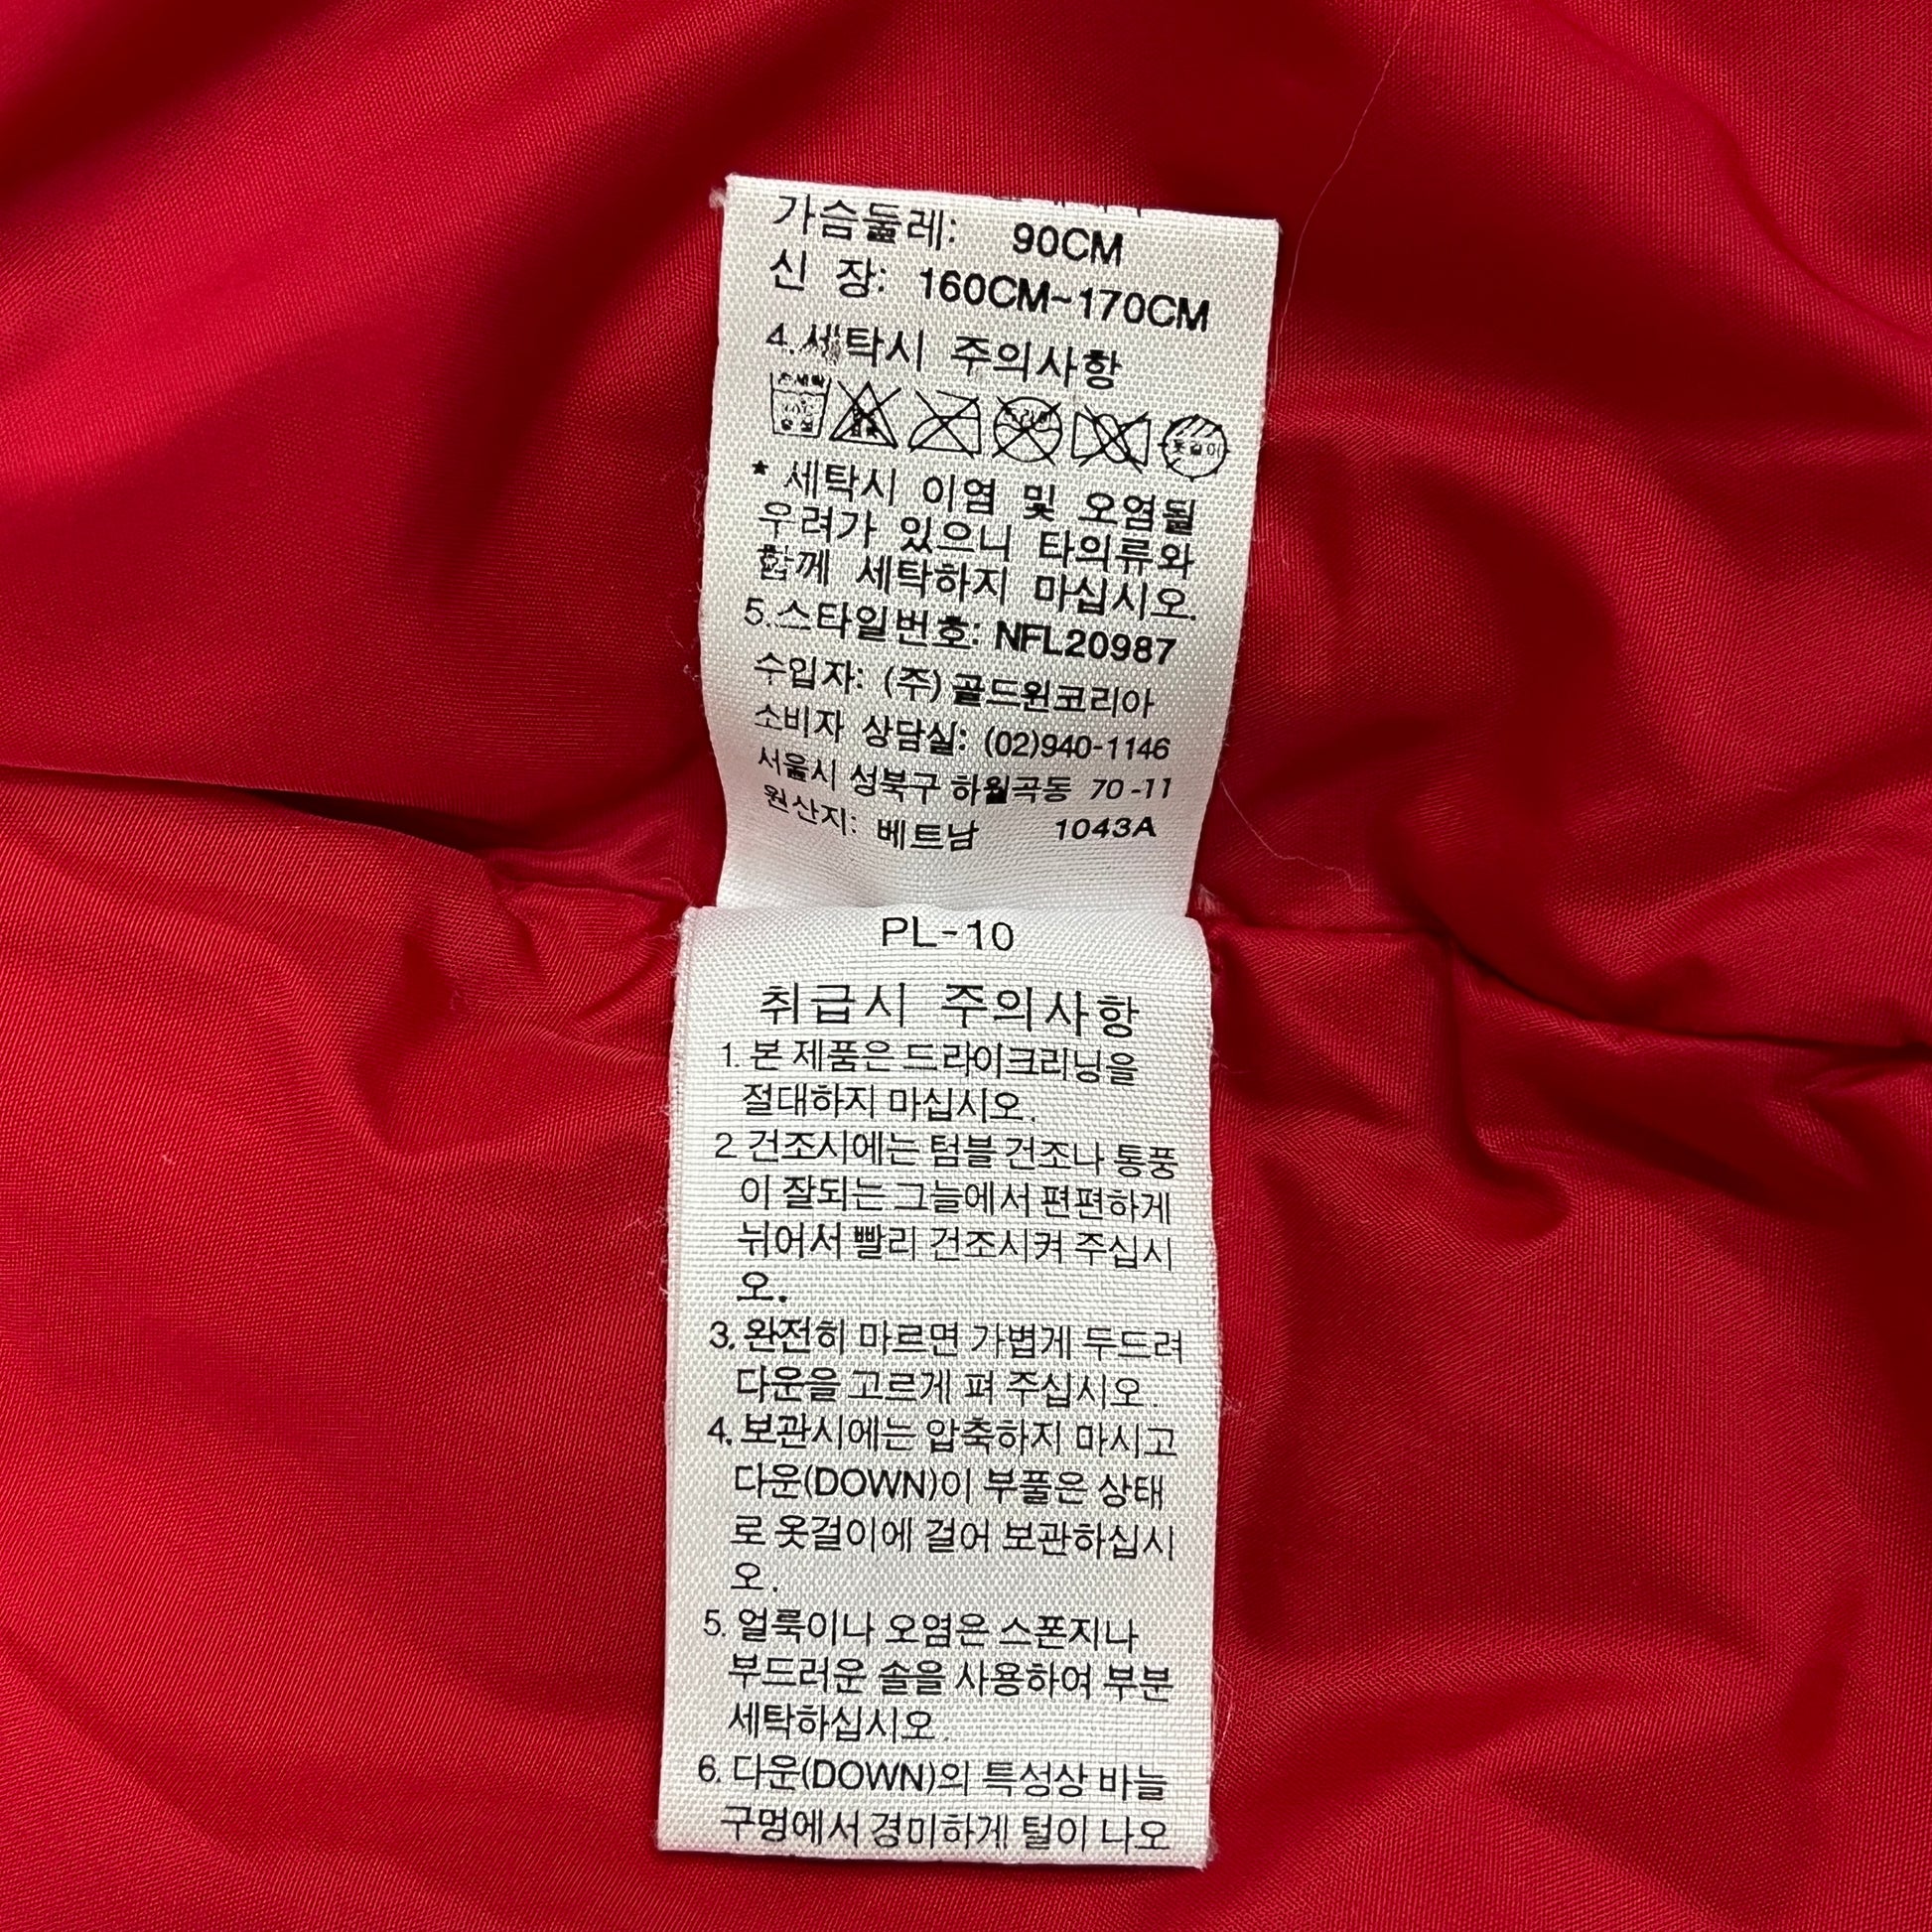 가슴둘레: 90CM
신 장: 160CM~170CM
4.세탁시 주의사항
손세탁
중성
드라이
옷걸이
* 세탁시 이염 및 오염될
우려가 있으니 타의류와
함께 세탁하지 마십시오.
5.스타일번호: NFL20987
수입자: (주)골드윈코리아
소비자 상담실: (02)940-1146
서울시 성북구 하월곡동 70-11
원산지: 베트남 1043A
PL-10
취급시 주의사항
1. 본 제품은 드라이크리닝을
절대하지 마십시오.
2. 건조시에는 텀블 건조나 통풍
이 잘되는 그늘에서 편편하게
뉘어서 빨리 건조시켜 주십시
오.
3. 완전히 마르면 가볍게 두드려
다운을 고르게 펴 주십시오.
4. 보관시에는 압축하지 마시고
다운(DOWN)이 부풀은 상태
로 옷걸이에 걸어 보관하십시
오.
5. 얼룩이나 오염은 스폰지나
부드러운 솔을 사용하여 부분
세탁하십시오.
6. 다운(DOWN)의 특성상 바늘
구멍에서 경미하게 털이 나오